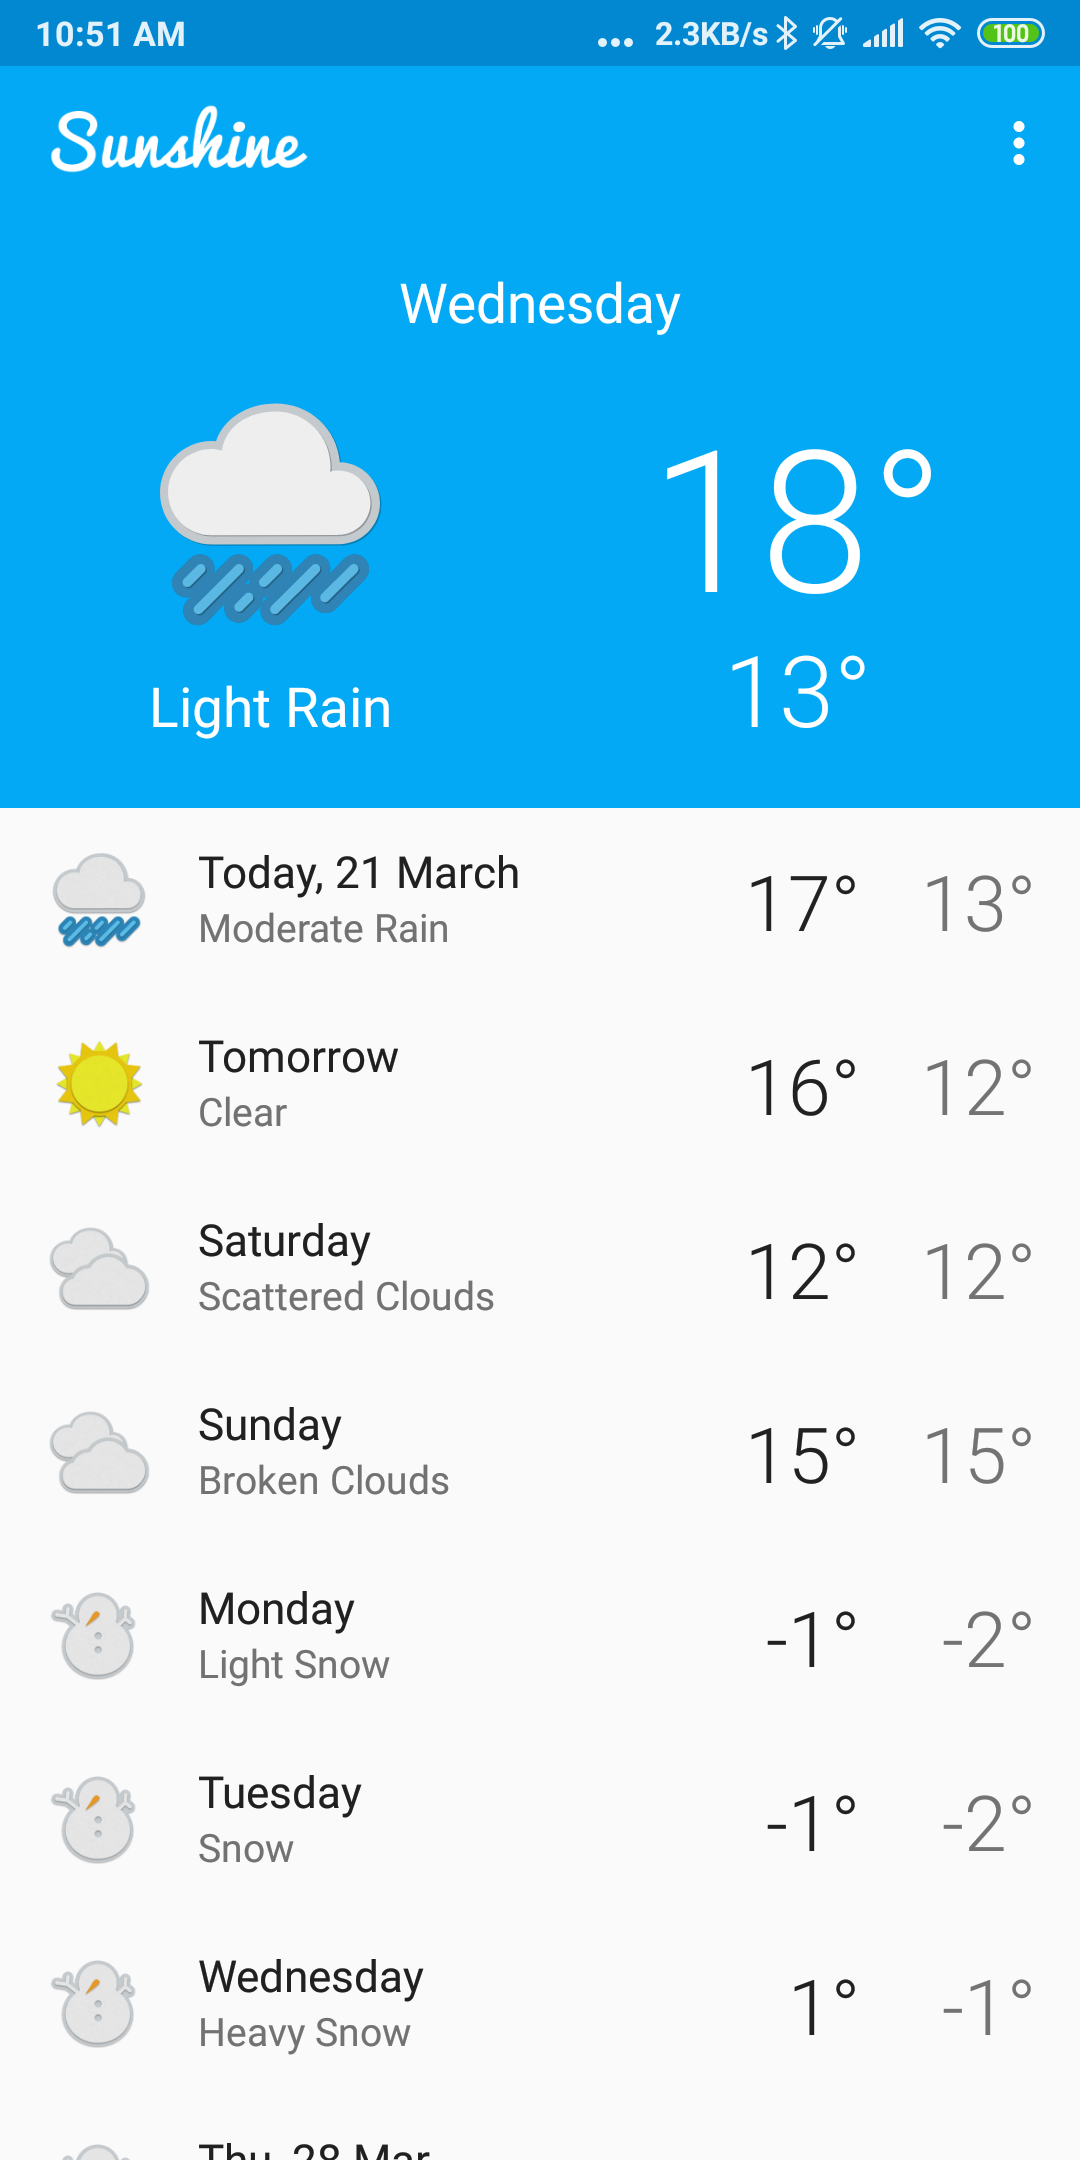 10:51 AM
... 2.3KB/s 100
Sunshine
Wednesday
18°
13°
Light Rain
Today, 21 March
Moderate Rain
17° 13°
Tomorrow
Clear
16° 12°
Saturday
Scattered Clouds
12° 12°
Sunday
Broken Clouds
15° 15°
Monday
Light Snow
-1° -2°
Tuesday
Snow
-1° -2°
Wednesday
Heavy Snow
1° -1°
Thu, 28 Mar